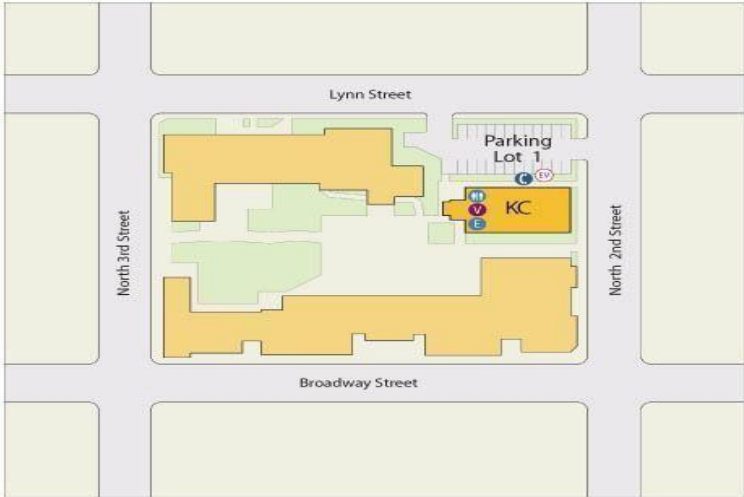 Lynn Street
Parking
Lot 1
C
EV
V
KC
E
North 3rd Street
North 2nd Street
Broadway Street